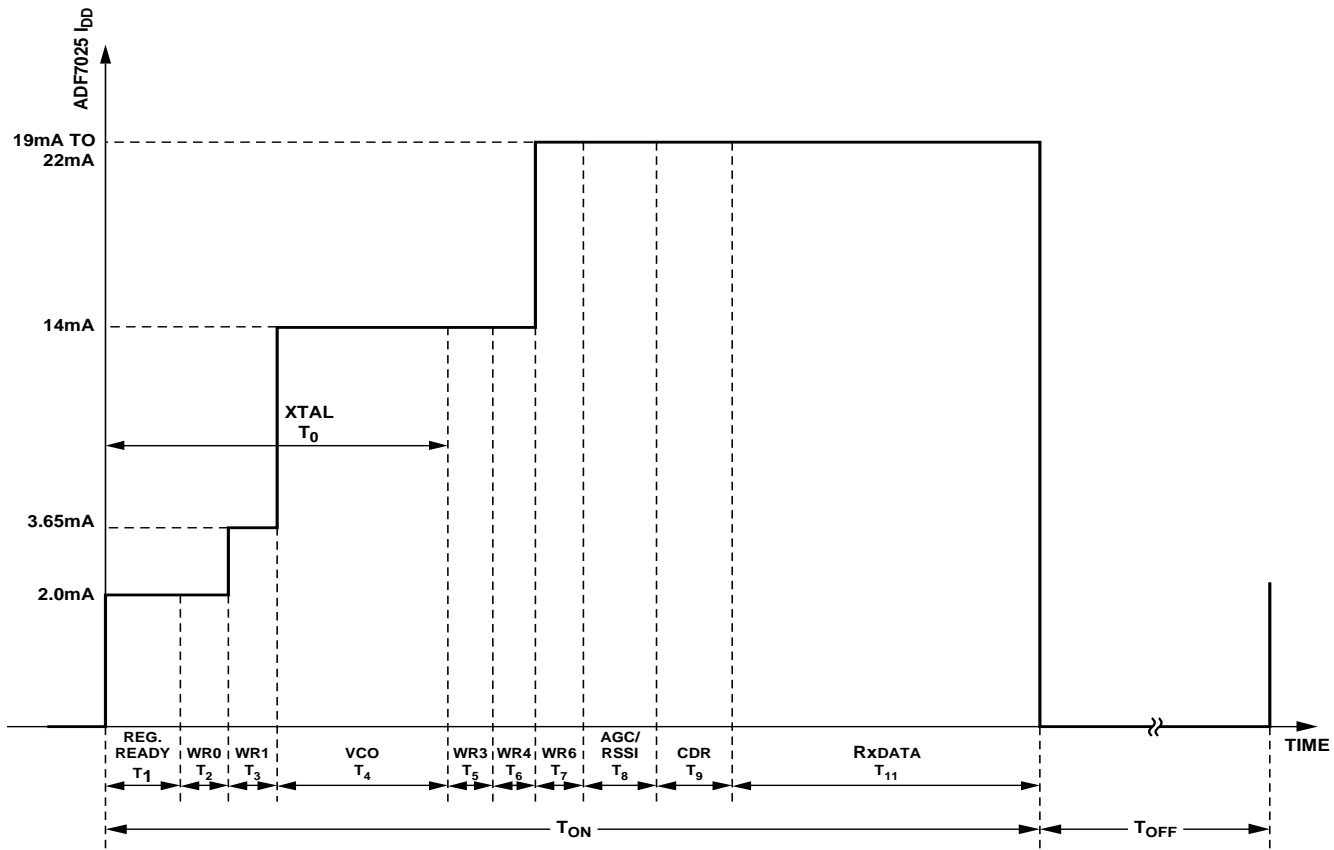 ADF7025 IDD
19mA TO
22mA
14mA
XTAL
T0
3.65mA
2.0mA
REG.
READY
T1
WR0
T2
WR1
T3
VCO
T4
WR3
T5
WR4
T6
WR6
T7
AGC/
RSSI
T8
CDR
T9
RxDATA
T11
TIME
TON
TOFF